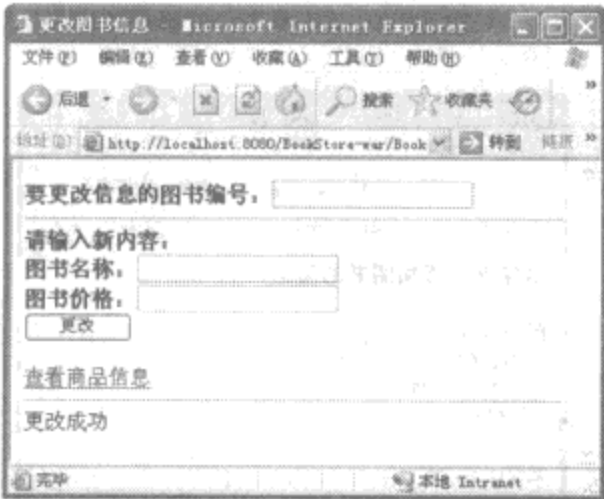 更改图书信息 - Microsoft Internet Explorer
文件(F) 编辑(E) 查看(V) 收藏(A) 工具(T) 帮助(H)
后退 搜索 收藏夹 »
地址(D) http://localhost:8080/BookStore-war/Book 转到 链接 »
要更改信息的图书编号：
请输入新内容：
图书名称：
图书价格：
更改
查看商品信息
更改成功
完毕 本地 Intranet